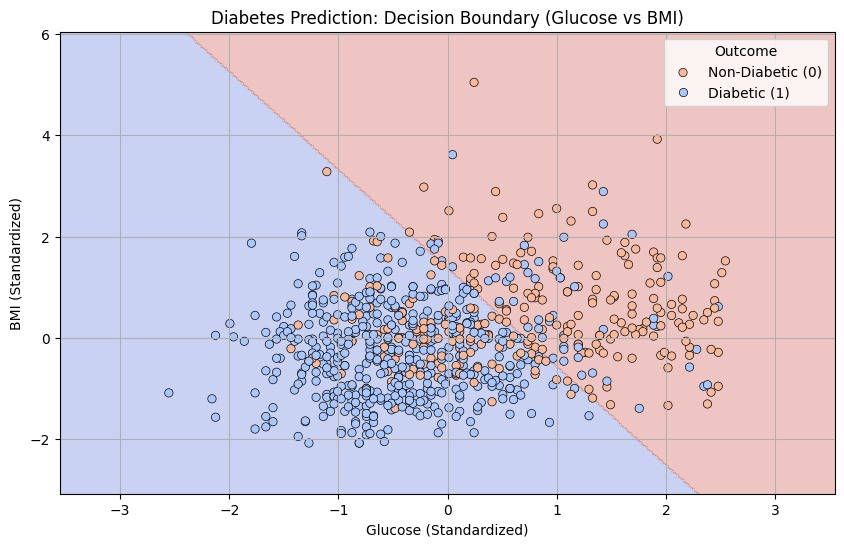 Diabetes Prediction: Decision Boundary (Glucose vs BMI)
Outcome
Non-Diabetic (0)
Diabetic (1)
6
4
2
0
−2
BMI (Standardized)
−3
−2
−1
0
1
2
3
Glucose (Standardized)